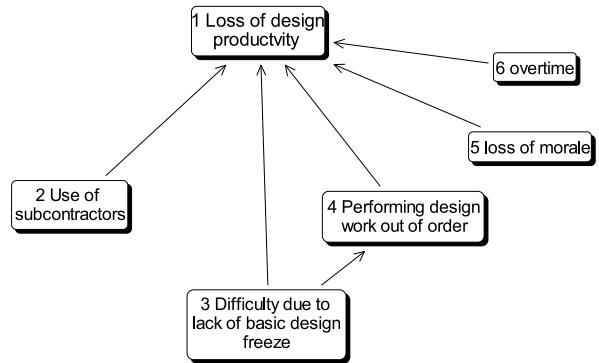 1 Loss of design
productvity
6 overtime
5 loss of morale
2 Use of
subcontractors
4 Performing design
work out of order
3 Difficulty due to
lack of basic design
freeze